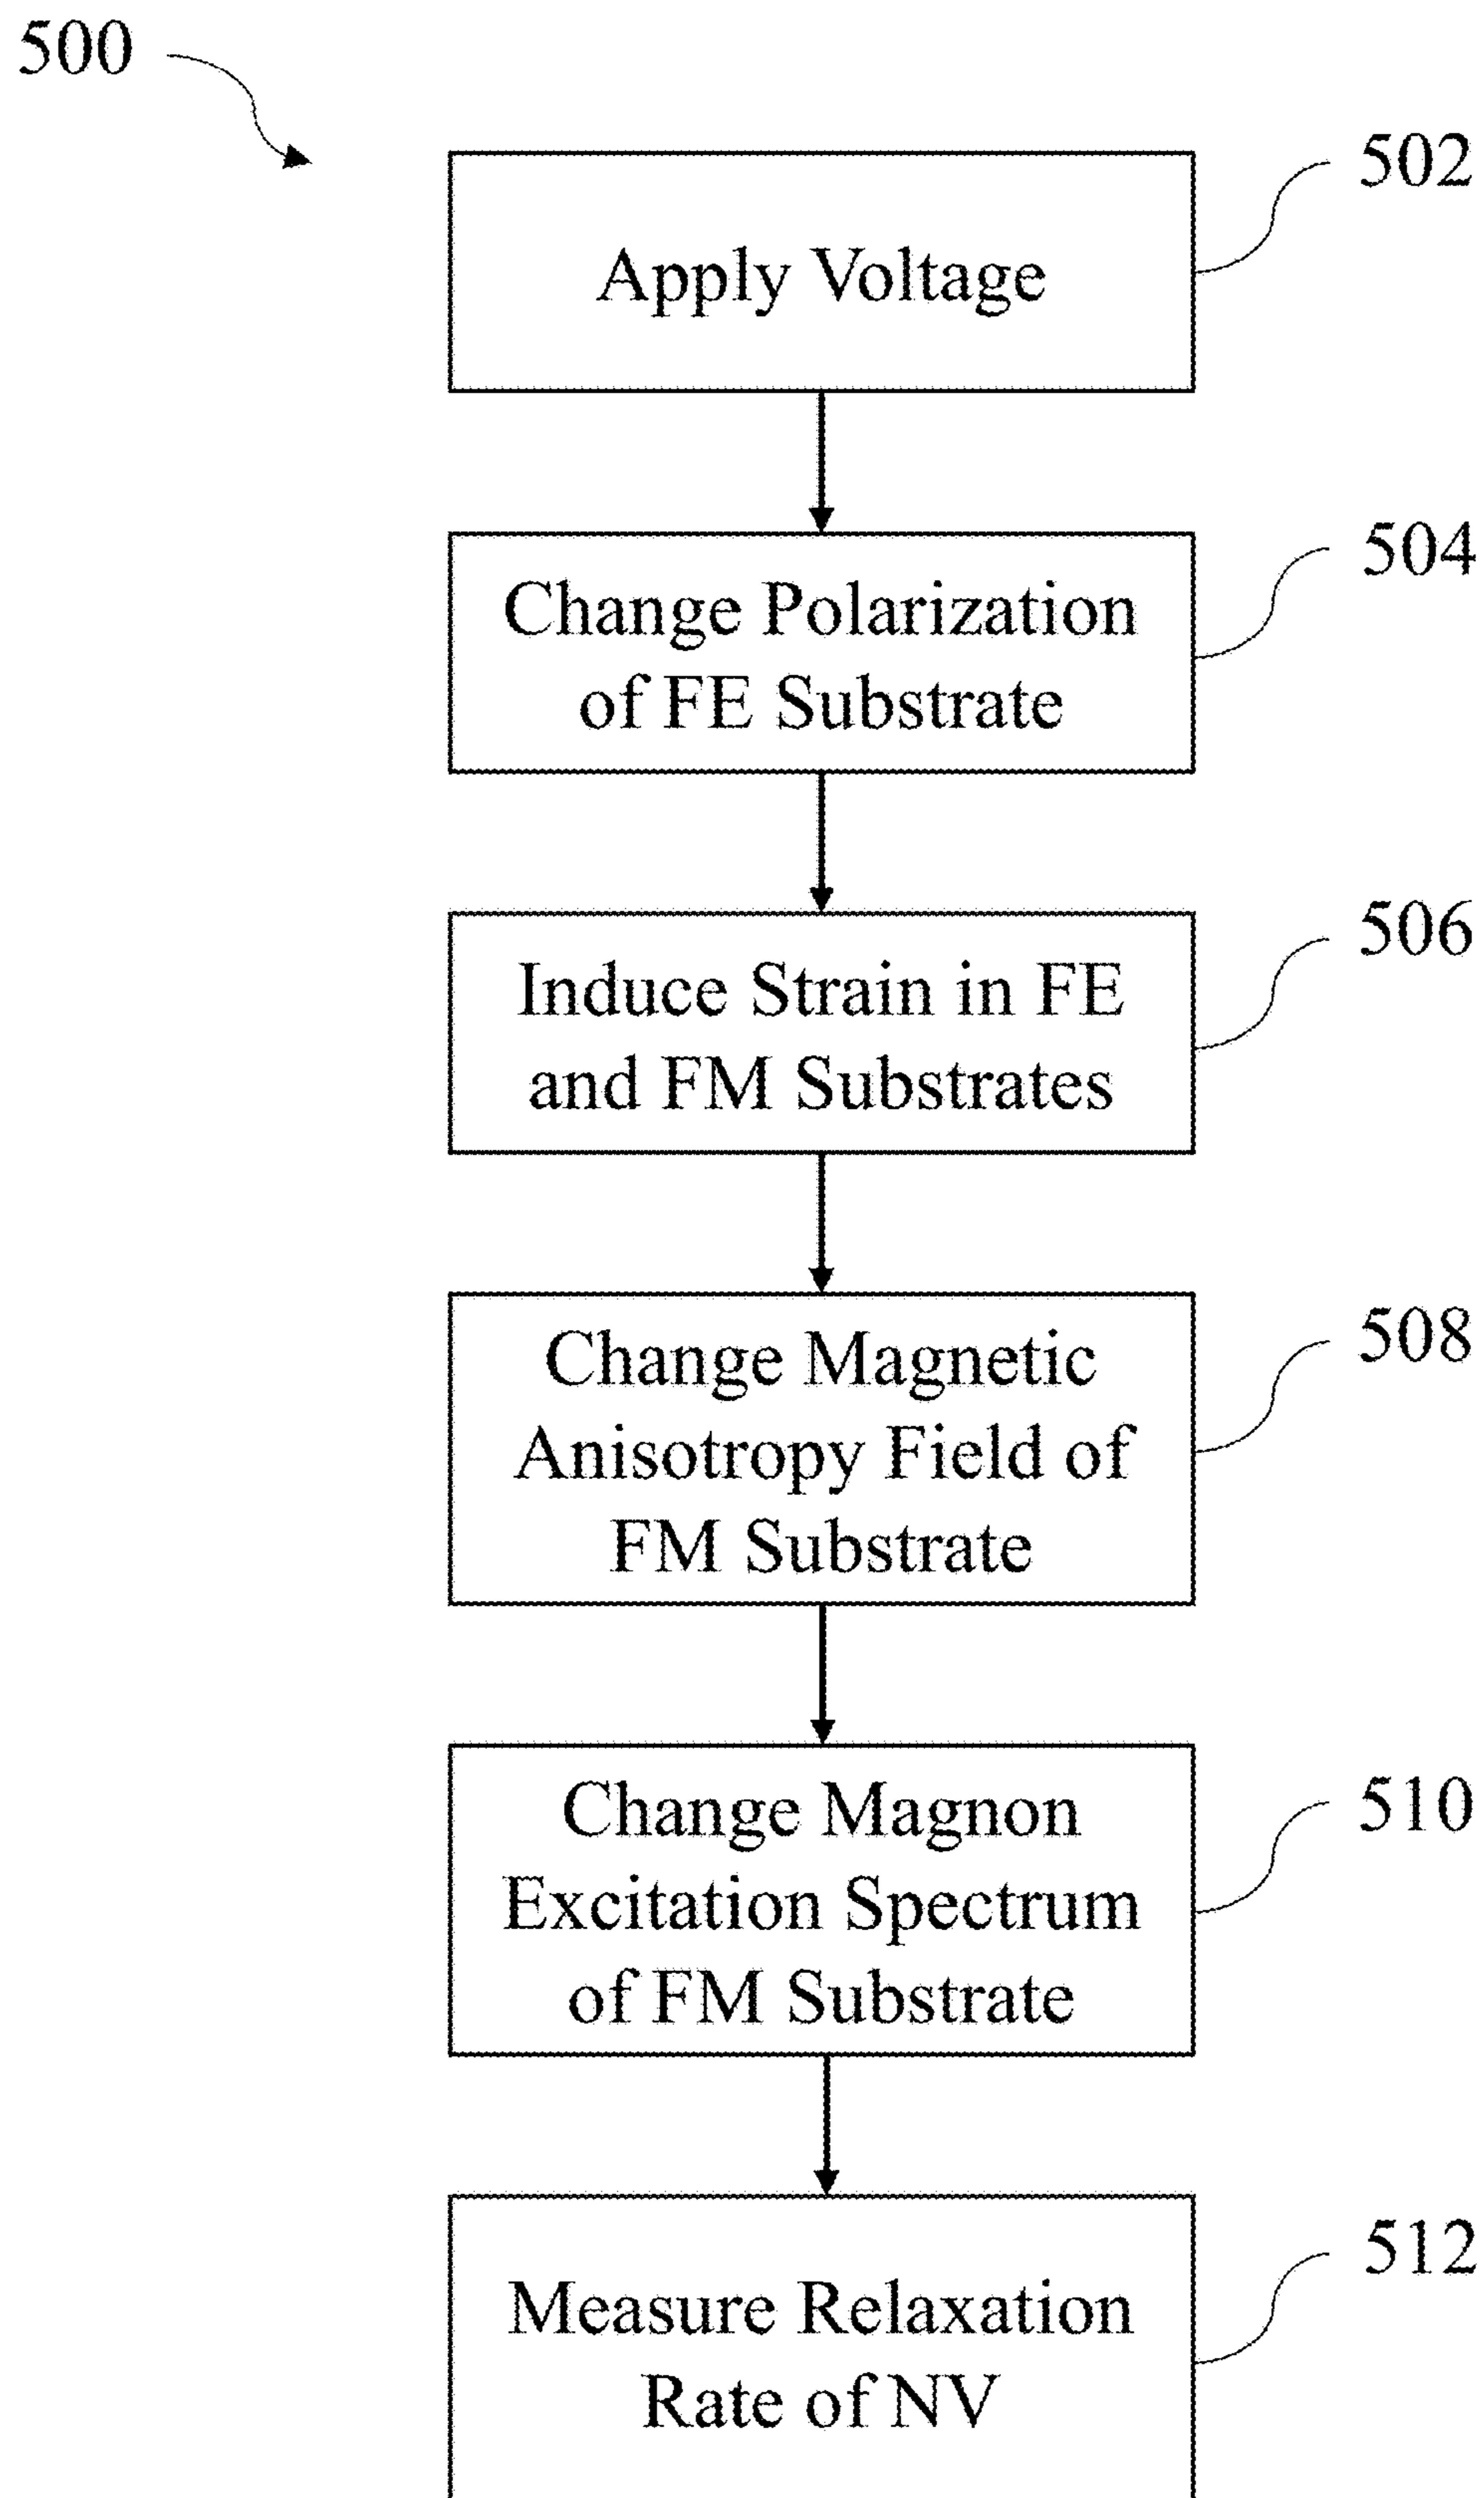 500
502
Apply Voltage
504
Change Polarization
of FE Substrate
506
Induce Strain in FE
and FM Substrates
508
Change Magnetic
Anisotropy Field of
FM Substrate
510
Change Magnon
Excitation Spectrum
of FM Substrate
512
Measure Relaxation
Rate of NV